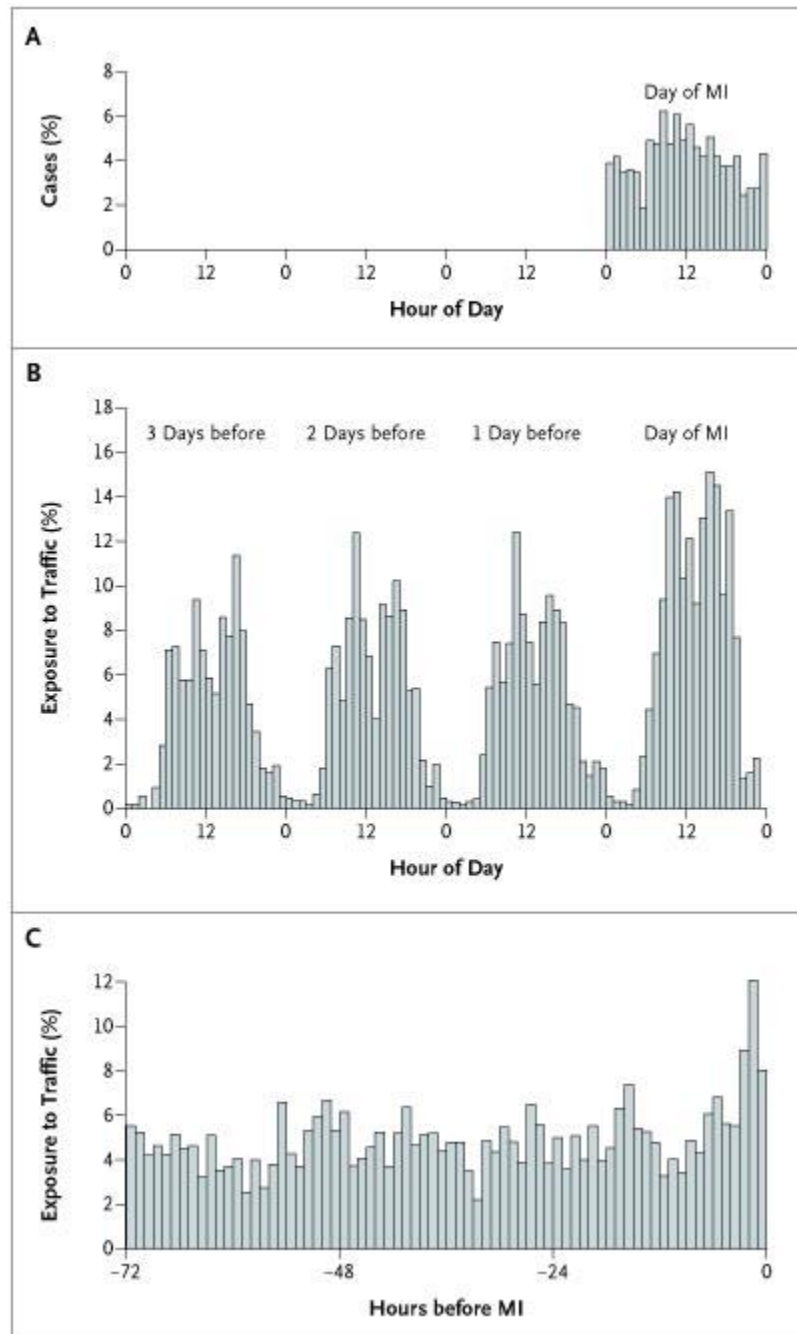 A
8
6
4
2
0
Cases (%)
Day of MI
0 12 0 12 0 12 0 12 0
Hour of Day
B
18
16
14
12
10
8
6
4
2
0
Exposure to Traffic (%)
3 Days before 2 Days before 1 Day before Day of MI
0 12 0 12 0 12 0 12 0
Hour of Day
C
12
10
8
6
4
2
0
Exposure to Traffic (%)
−72 −48 −24 0
Hours before MI